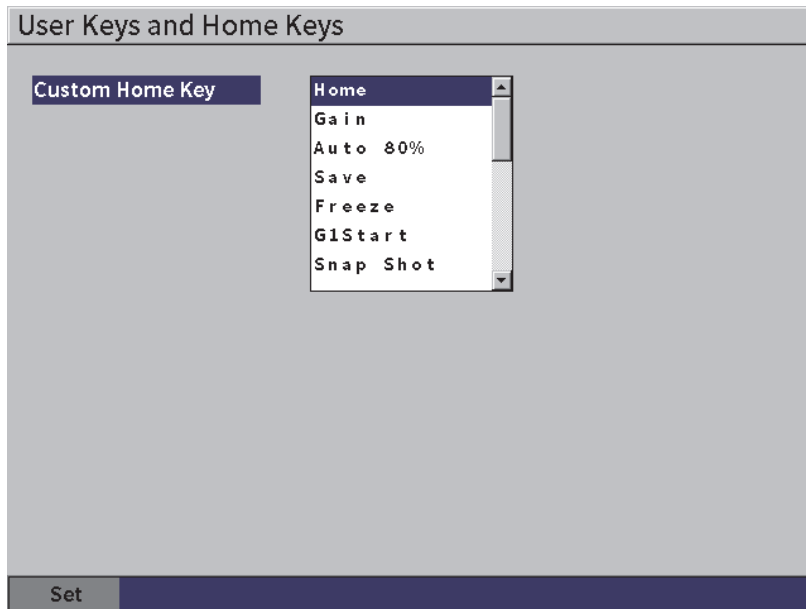 User Keys and Home Keys
Custom Home Key
Home
Gain
Auto 80%
Save
Freeze
G1Start
Snap Shot
Set